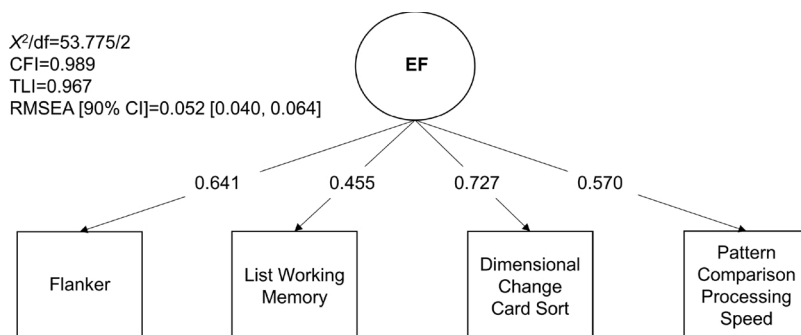 X²/df=53.775/2
CFI=0.989
TLI=0.967
RMSEA [90% CI]=0.052 [0.040, 0.064]
EF
0.641
0.455
0.727
0.570
Flanker
List Working
Memory
Dimensional
Change
Card Sort
Pattern
Comparison
Processing
Speed